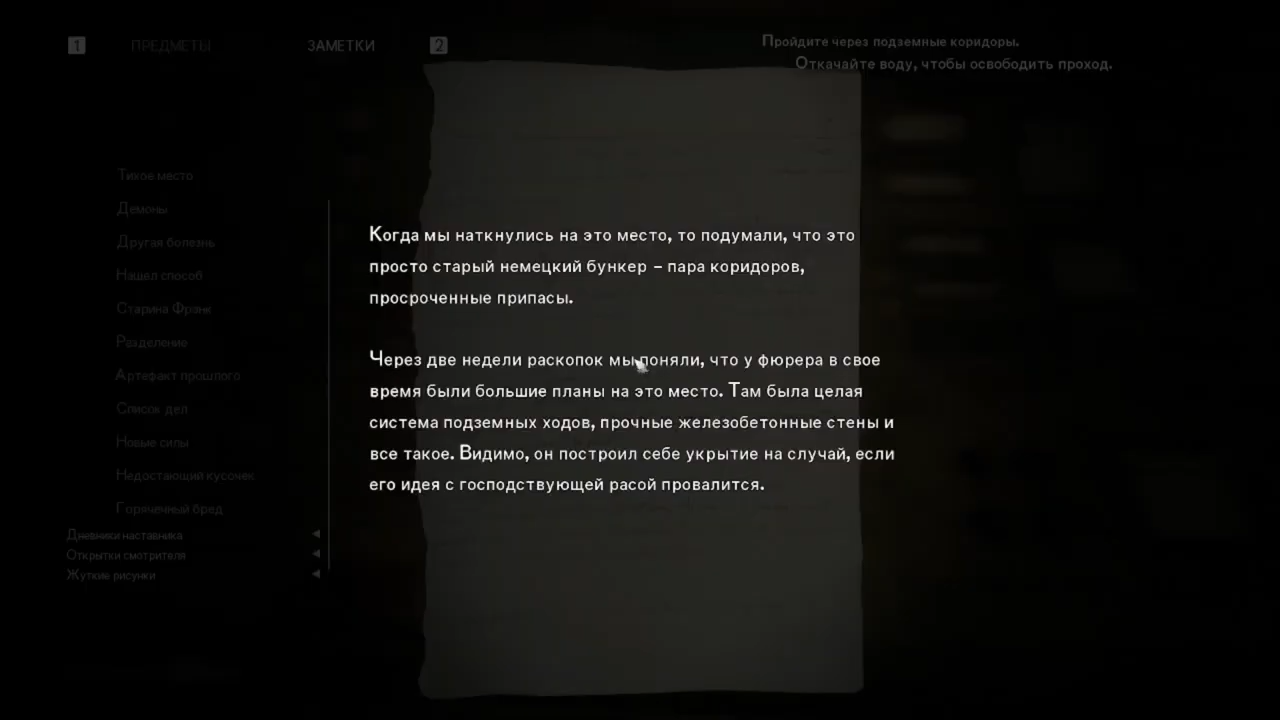 1 ПРЕДМЕТЫ ЗАМЕТКИ 2
Пройдите через подземные коридоры.
Откачайте воду, чтобы освободить проход.
Тихое место
Демоны
Другая болезнь
Нашел способ
Старина Фрэнк
Разделение
Артефакт прошлого
Список дел
Новые силы
Недостающий кусочек
Горячечный бред
Дневники наставника
Открытки смотрителя
Жуткие рисунки
Когда мы наткнулись на это место, то подумали, что это
просто старый немецкий бункер – пара коридоров,
просроченные припасы.
Через две недели раскопок мы поняли, что у фюрера в свое
время были большие планы на это место. Там была целая
система подземных ходов, прочные железобетонные стены и
все такое. Видимо, он построил себе укрытие на случай, если
его идея с господствующей расой провалится.